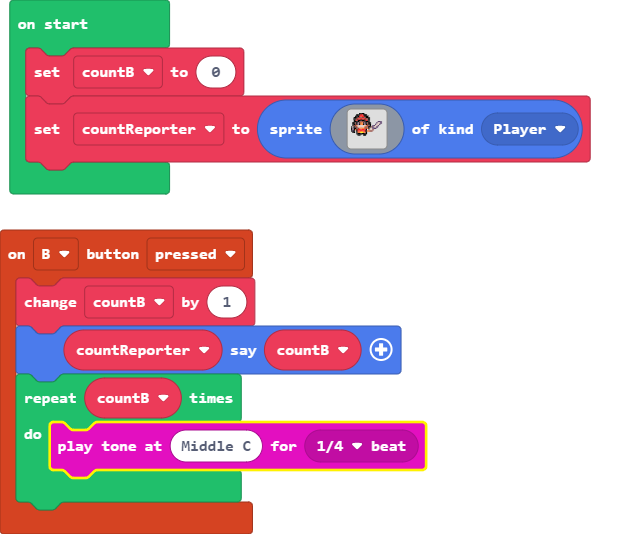 on start
set countB to 0
set countReporter to sprite of kind Player
on B button pressed
change countB by 1
countReporter say countB
repeat countB times
do play tone at Middle C for 1/4 beat